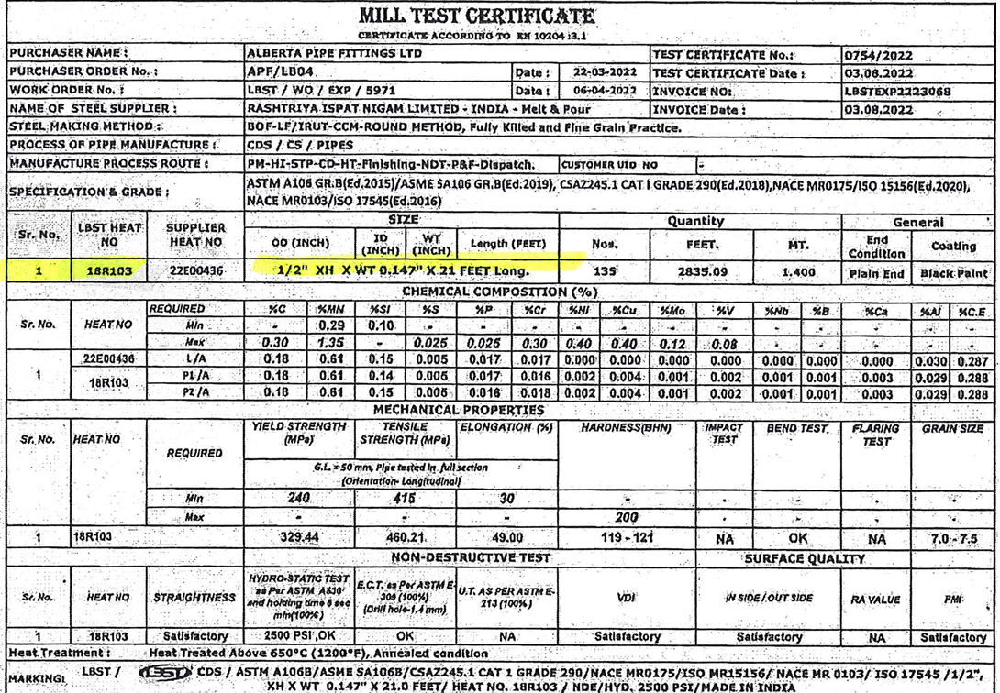 MILL TEST CERTIFICATE
CERTIFICATE ACCORDING TO EN 10204 :3.1
PURCHASER NAME : ALBERTA PIPE FITTINGS LTD TEST CERTIFICATE No.: 0754/2022
PURCHASER ORDER No. : APF/LB04 Date : 22-03-2022 TEST CERTIFICATE Date : 03.08.2022
WORK ORDER No. : LBST / WO / EXP / 5971 Date : 06-04-2022 INVOICE NO: LBSTEXP2223068
NAME OF STEEL SUPPLIER : RASHTRIYA ISPAT NIGAM LIMITED - INDIA - Melt & Pour INVOICE Date : 03.08.2022
STEEL MAKING METHOD : BOF-LF/IRUT-CCM-ROUND METHOD, Fully Killed and Fine Grain Practice.
PROCESS OF PIPE MANUFACTURE : CDS / CS / PIPES
MANUFACTURE PROCESS ROUTE : PM-HI-STP-CD-HT-Finishing-NDT-P&F-Dispatch. CUSTOMER UID NO -
SPECIFICATION & GRADE : ASTM A106 GR.B(Ed,2015)/ASME SA106 GR.B(Ed.2019), CSAZ245.1 CAT I GRADE 290(Ed.2018),NACE MR0175/ISO 15156(Ed.2020),
NACE MR0103/ISO 17545(Ed.2016)
Sr. No. LBST HEAT NO SUPPLIER HEAT NO SIZE Quantity General
OD (INCH) ID (INCH) WT (INCH) Length (FEET) Nos. FEET. MT. End Condition Coating
1 18R103 22E00436 1/2" XH X WT 0.147" X 21 FEET Long. 135 2835.09 1.400 Plain End Black Paint
CHEMICAL COMPOSITION (%)
Sr. No. HEAT NO REQUIRED %C %MN %SI %S %P %Cr %Ni %Cu %Mo %V %Nb %B %Ca %Al %C.E
Min - 0.29 0.10 - - - - - - - - - - - -
Max 0.30 1.35 - 0.025 0.025 0.30 0.40 0.40 0.12 0.08 - - - - -
1 22E00436 L/A 0.18 0.61 0.15 0.005 0.017 0.017 0.000 0.000 0.000 0.000 0.000 0.000 0.000 0.030 0.287
18R103 P1/A 0.18 0.61 0.14 0.005 0.017 0.016 0.002 0.004 0.001 0.002 0.001 0.001 0.003 0.029 0.288
P2/A 0.18 0.61 0.15 0.006 0.016 0.018 0.002 0.004 0.001 0.002 0.001 0.001 0.003 0.029 0.288
MECHANICAL PROPERTIES
Sr. No. HEAT NO REQUIRED YIELD STRENGTH (MPa) TENSILE STRENGTH (MPa) ELONGATION (%) HARDNESS(BHN) IMPACT TEST BEND TEST. FLARING TEST GRAIN SIZE
G.L. = 50 mm, Pipe tested in full section
(Orientation- Longitudinal)
Min 240 415 30 - - - - -
Max - - - 200 - - - -
1 18R103 329.44 460.21 49.00 119 - 121 NA OK NA 7.0 - 7.5
NON-DESTRUCTIVE TEST SURFACE QUALITY
Sr. No. HEAT NO STRAIGHTNESS HYDRO-STATIC TEST as Per ASTM A530 and holding time 5 sec min(100%) E.C.T. as Per ASTM E-309 (100%) (Drill hole-1.4 mm) U.T. AS PER ASTM E-213 (100%) VDI IN SIDE / OUT SIDE RA VALUE PMI
1 18R103 Satisfactory 2500 PSI ,OK OK NA Satisfactory Satisfactory NA Satisfactory
Heat Treatment : Heat Treated Above 650°C (1200°F), Annealed condition
MARKING: LBST / LBST CDS / ASTM A106B/ASME SA106B/CSAZ245.1 CAT 1 GRADE 290/NACE MR0175/ISO MR15156/ NACE MR 0103/ ISO 17545 /1/2",
XH X WT 0.147" X 21.0 FEET/ HEAT NO. 18R103 / NDE/HYD. 2500 PSI/MADE IN INDIA